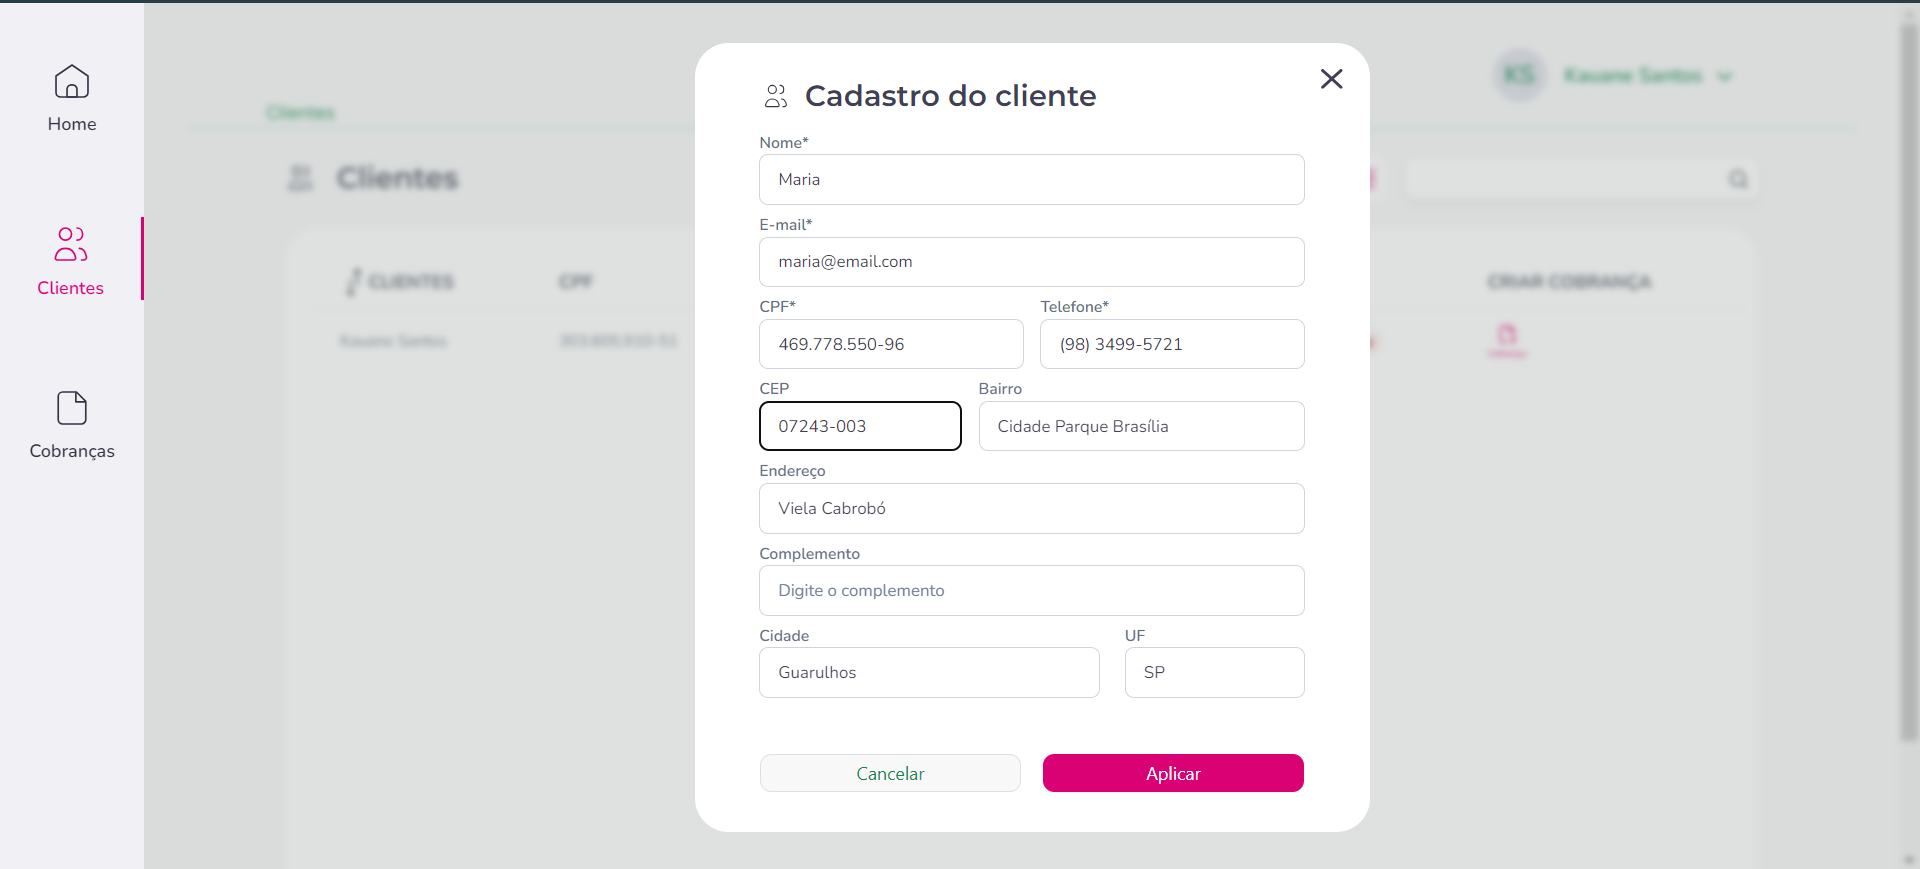 Home
Clientes
Cobranças
Clientes
KS
Kauane Santos
Clientes
CLIENTES
CPF
CRIAR COBRANÇA
Kauane Santos
Cadastro do cliente
Nome*
Maria
E-mail*
maria@email.com
CPF*
Telefone*
469.778.550-96
(98) 3499-5721
CEP
Bairro
07243-003
Cidade Parque Brasília
Endereço
Viela Cabrobó
Complemento
Digite o complemento
Cidade
UF
Guarulhos
SP
Cancelar
Aplicar